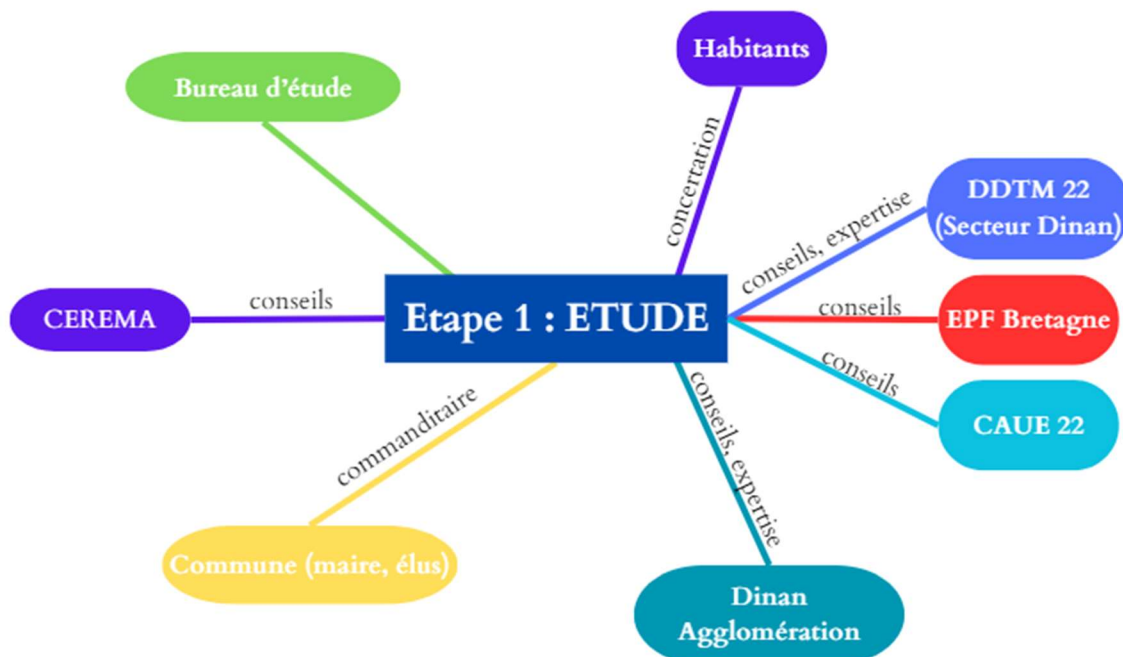 Habitants
Bureau d'étude
concertation
DDTM 22
(Secteur Dinan)
conseils, expertise
CEREMA
conseils
Etape 1 : ETUDE
conseils
EPF Bretagne
conseils
CAUE 22
commanditaire
conseils, expertise
Commune (maire, élus)
Dinan
Agglomération